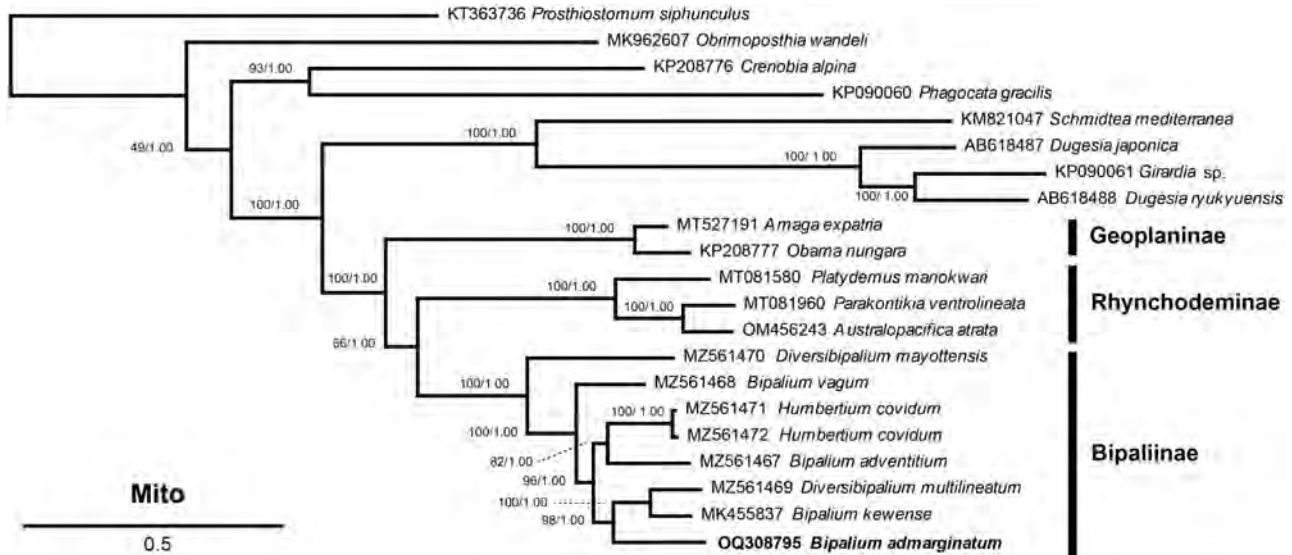 KT363736 Prosthiostomum siphunculus
MK962607 Obrimoposthia wandeli
93/1.00
KP208776 Crenobia alpina
KP090060 Phagocata gracilis
KM821047 Schmidtea mediterranea
100/1.00
49/1.00
AB618487 Dugesia japonica
100/ 1.00
KP090061 Girardia sp.
100/ 1.00
AB618488 Dugesia ryukyuensis
100/1.00
MT527191 Amaga expatria
100/1.00
Geoplaninae
KP208777 Obama nungara
100/1.00
MT081580 Platydemus manokwari
100/1.00
MT081960 Parakontikia ventrolineata
100/1.00
Rhynchodeminae
OM456243 Australopacifica atrata
66/1.00
MZ561470 Diversibipalium mayottensis
100/1.00
MZ561468 Bipalium vagum
MZ561471 Humbertium covidum
100/ 1.00
100/1.00
MZ561472 Humbertium covidum
Bipaliinae
82/1.00
MZ561467 Bipalium adventitium
96/1.00
MZ561469 Diversibipalium multilineatum
100/1.00
MK455837 Bipalium kewense
98/1.00
OQ308795 Bipalium admarginatum
Mito
0.5